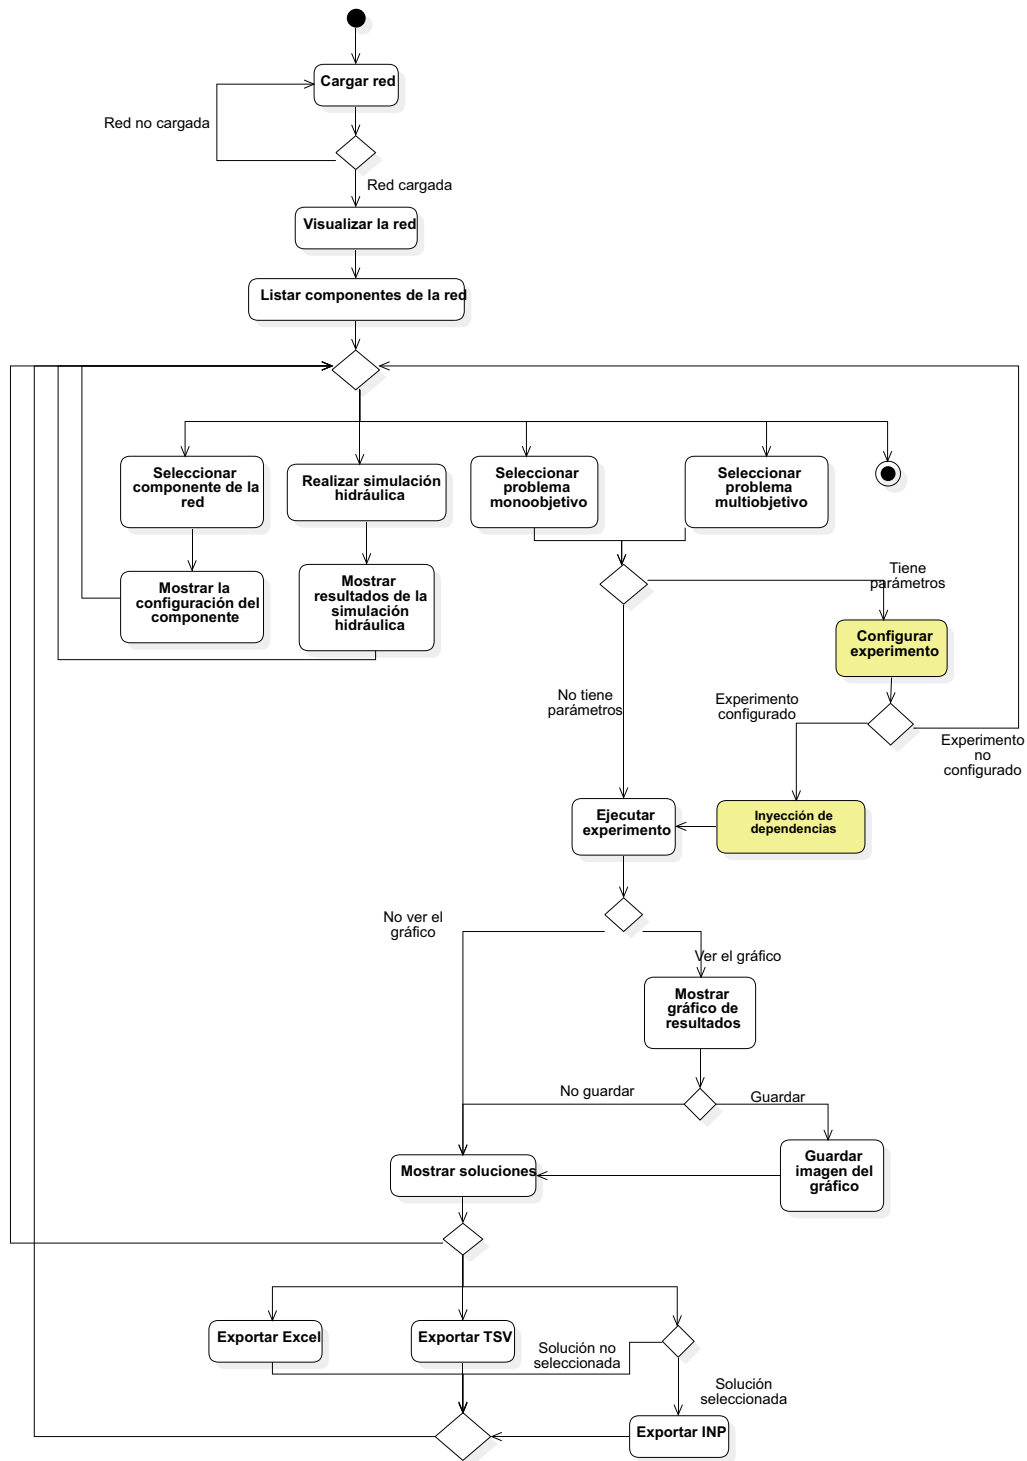 Cargar red
Red no cargada
Red cargada
Visualizar la red
Listar componentes de la red
Seleccionar
componente de la
red
Realizar simulación
hidráulica
Seleccionar
problema
monoobjetivo
Seleccionar
problema
multiobjetivo
Mostrar la
configuración del
componente
Mostrar
resultados de la
simulación
hidráulica
Tiene
parámetros
Configurar
experimento
No tiene
parámetros
Experimento
configurado
Experimento
no
configurado
Ejecutar
experimento
Inyección de
dependencias
No ver el
gráfico
Ver el gráfico
Mostrar
gráfico de
resultados
No guardar
Guardar
Mostrar soluciones
Guardar
imagen del
gráfico
Exportar Excel
Exportar TSV
Solución no
seleccionada
Solución
seleccionada
Exportar INP